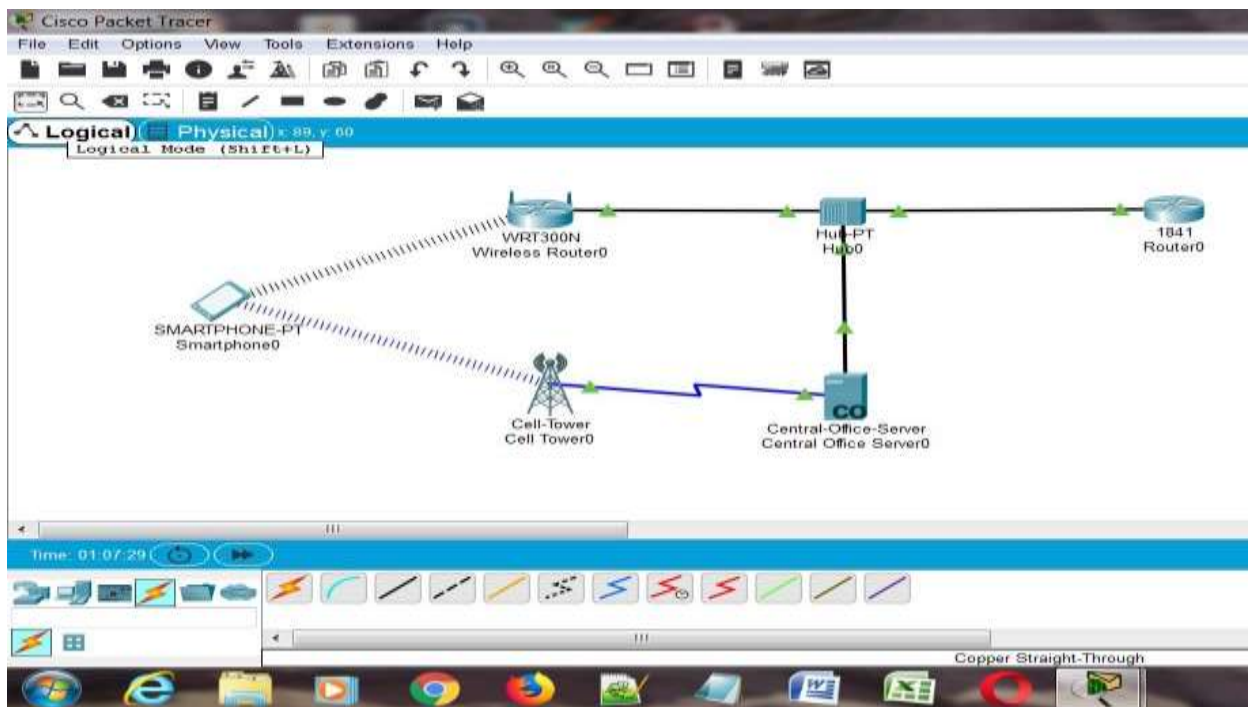 Cisco Packet Tracer
File Edit Options View Tools Extensions Help
Logical Physical x: 89, y: 60
Logical Mode (Shift+L)
WRT300N
Wireless Router0
Hub-PT
Hub0
1841
Router0
SMARTPHONE-PT
Smartphone0
Cell-Tower
Cell Tower0
CO
Central-Office-Server
Central Office Server0
Time: 01:07:29
Copper Straight-Through